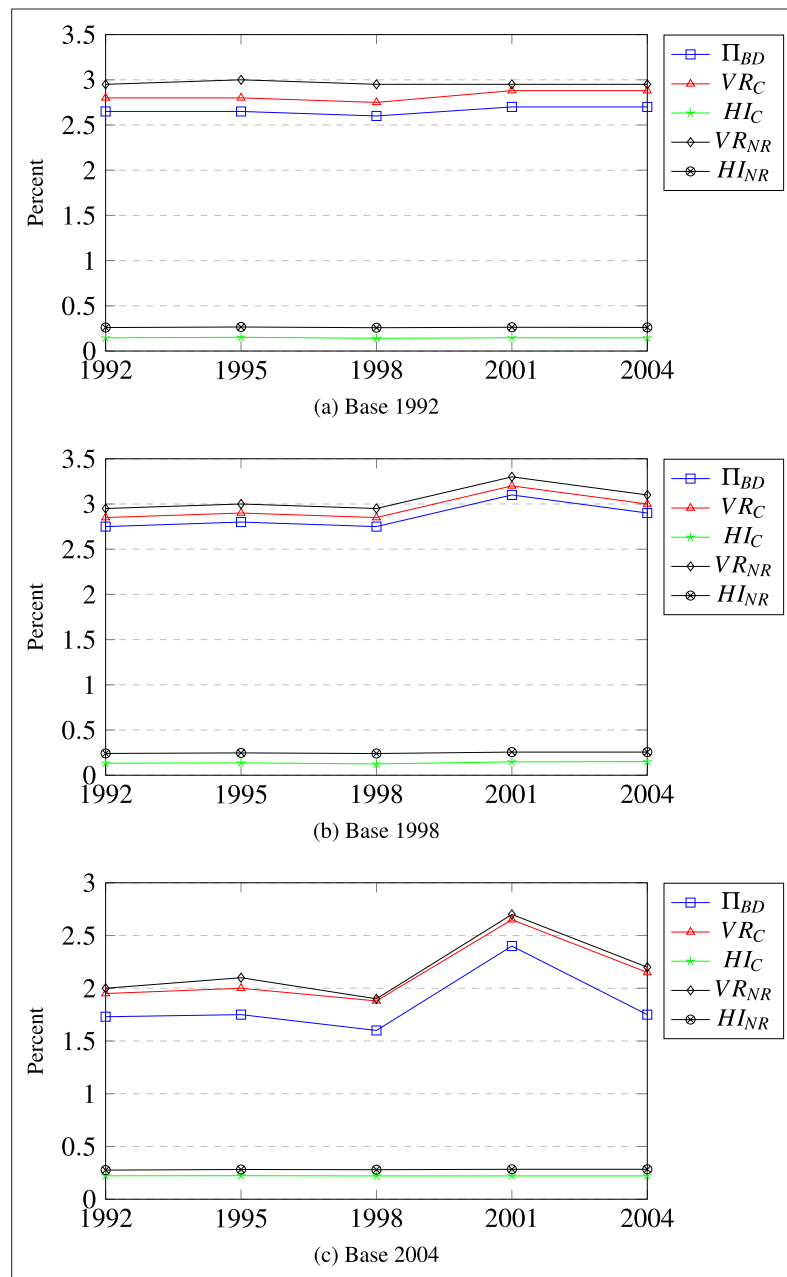 3.5
3
2.5
2
1.5
1
0.5
0
Percent
1992 1995 1998 2001 2004
(a) Base 1992
Π_BD
VR_C
HI_C
VR_NR
HI_NR
3.5
3
2.5
2
1.5
1
0.5
0
Percent
1992 1995 1998 2001 2004
(b) Base 1998
Π_BD
VR_C
HI_C
VR_NR
HI_NR
3
2.5
2
1.5
1
0.5
0
Percent
1992 1995 1998 2001 2004
(c) Base 2004
Π_BD
VR_C
HI_C
VR_NR
HI_NR